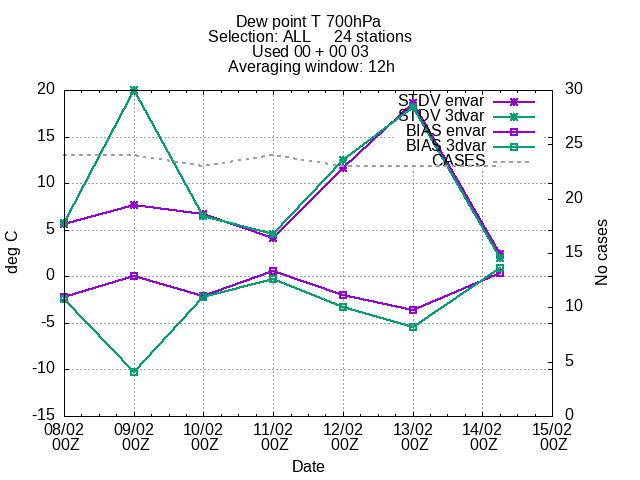 Dew point T 700hPa
Selection: ALL 24 stations
Used 00 + 00 03
Averaging window: 12h
STDV envar
STDV 3dvar
BIAS envar
BIAS 3dvar
CASES
20
15
10
5
0
-5
-10
-15
deg C
30
25
20
15
10
5
0
No cases
08/02 09/02 10/02 11/02 12/02 13/02 14/02 15/02
00Z 00Z 00Z 00Z 00Z 00Z 00Z 00Z
Date